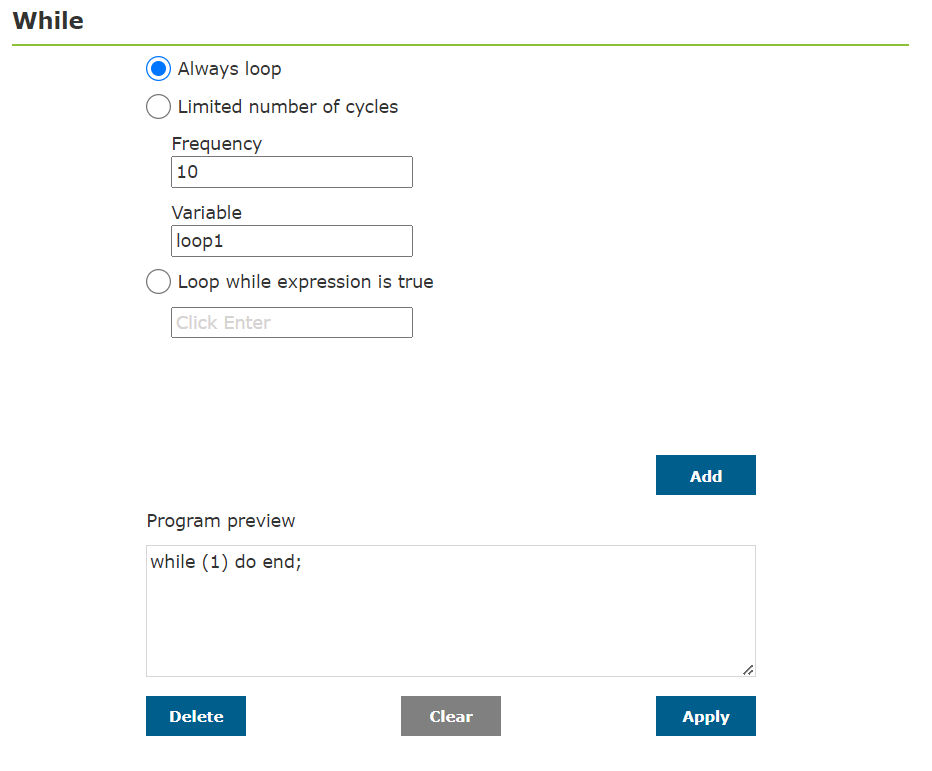 While
Always loop
Limited number of cycles
Frequency
10
Variable
loop1
Loop while expression is true
Click Enter
Add
Program preview
while (1) do end;
Delete Clear Apply